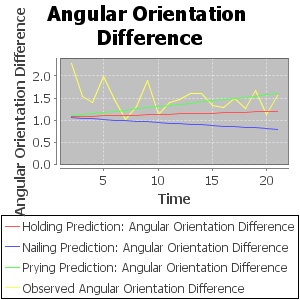 Angular Orientation
Difference
Angular Orientation Difference
2.0
1.5
1.0
0.5
0.0
5
10
15
20
Time
Holding Prediction: Angular Orientation Difference
Nailing Prediction: Angular Orientation Difference
Prying Prediction: Angular Orientation Difference
Observed Angular Orientation Difference